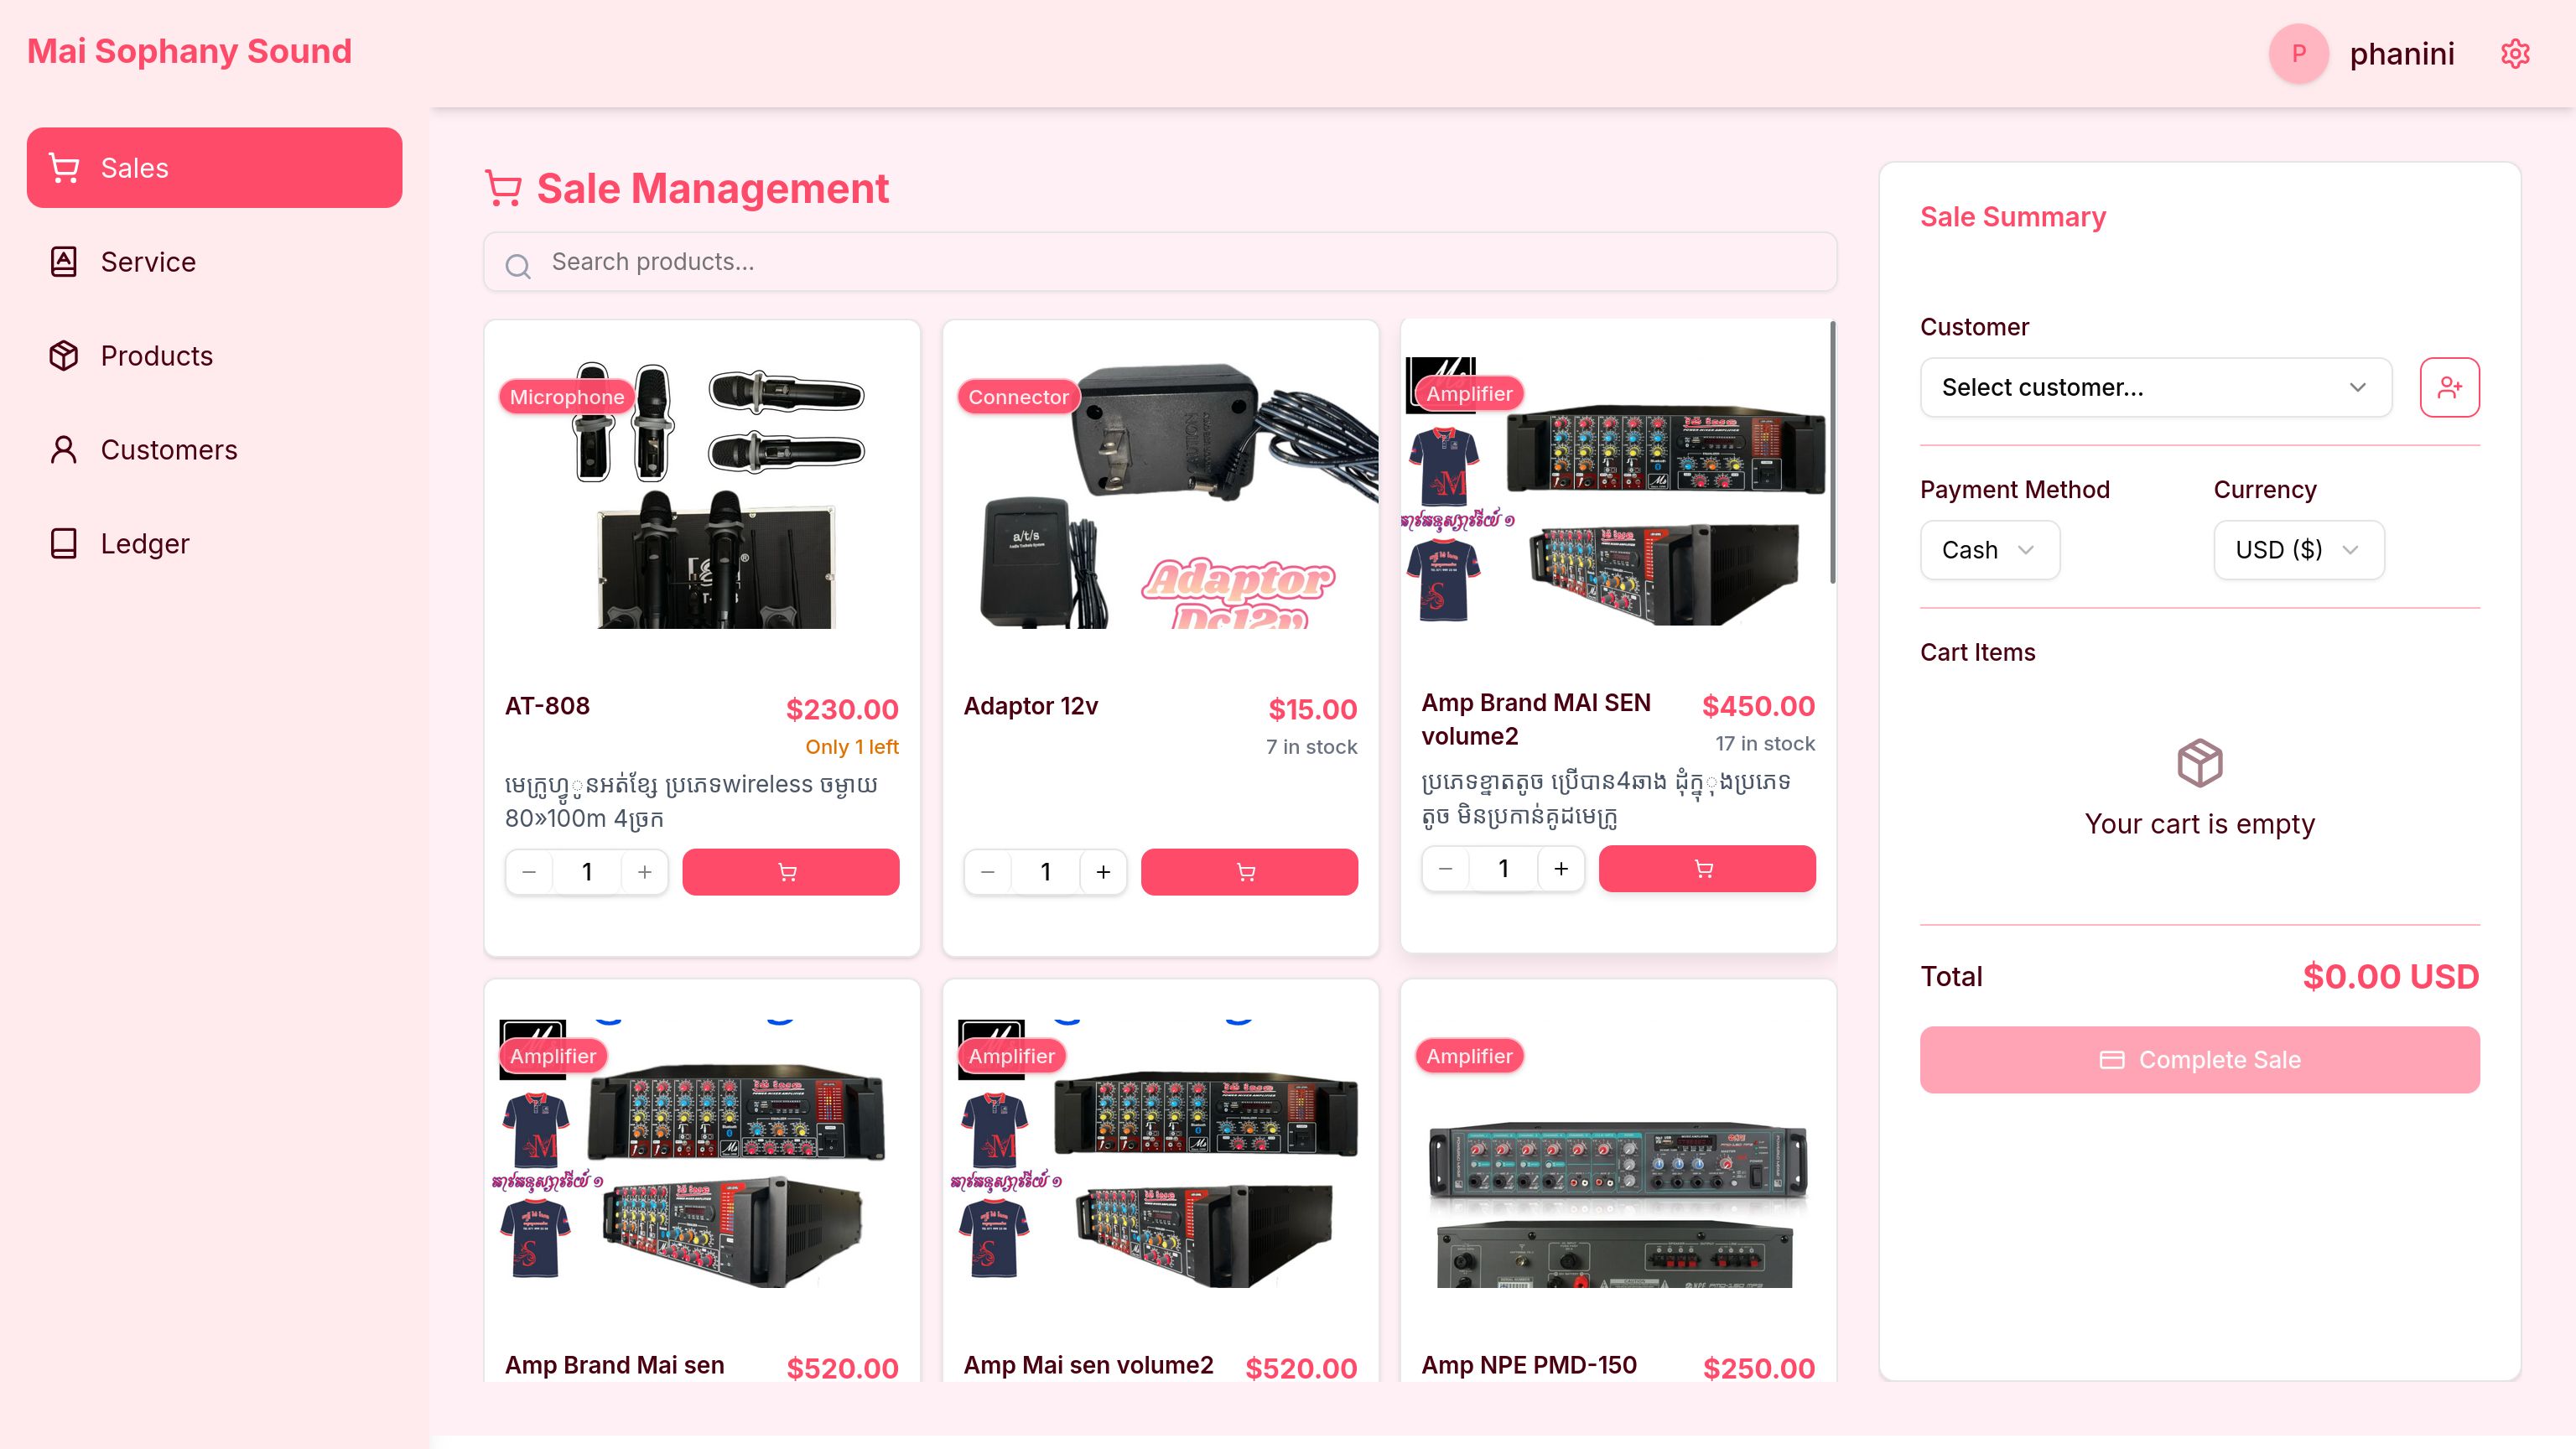 Mai Sophany Sound
P
phanini
Sales
Service
Products
Customers
Ledger
Sale Management
Search products...
Microphone
AT-808
$230.00
Only 1 left
មេក្រូហ្វូូនអត់ខ្សែ ប្រភេទwireless ចម្ងាយ
80»100m 4ច្រក
1
Connector
a/t/s
Adaptor
Dc12v
Adaptor 12v
$15.00
7 in stock
1
Amplifier
Amp Brand MAI SEN
volume2
$450.00
17 in stock
ប្រភេទខ្នាតតូច ប្រើបាន4ឆាង ដុំក្នុុងប្រភេទ
តូច មិនប្រកាន់គូដមេក្រូ
1
Amplifier
Amp Brand Mai sen
$520.00
Amplifier
Amp Mai sen volume2
$520.00
Amplifier
Amp NPE PMD-150
$250.00
Sale Summary
Customer
Select customer...
Payment Method
Currency
Cash
USD ($)
Cart Items
Your cart is empty
Total
$0.00 USD
Complete Sale